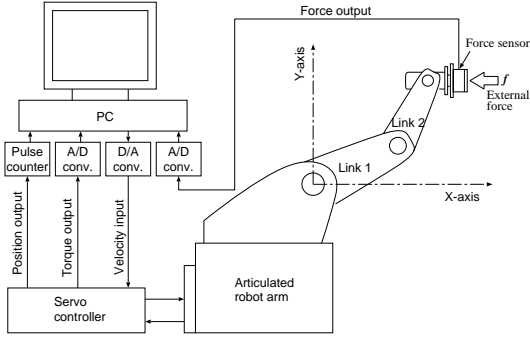 Force output
Force sensor
f
External
force
Y-axis
PC
Link 2
Pulse
counter
A/D
conv.
D/A
conv.
A/D
conv.
Link 1
X-axis
Position output
Torque output
Velocity input
Articulated
robot arm
Servo
controller